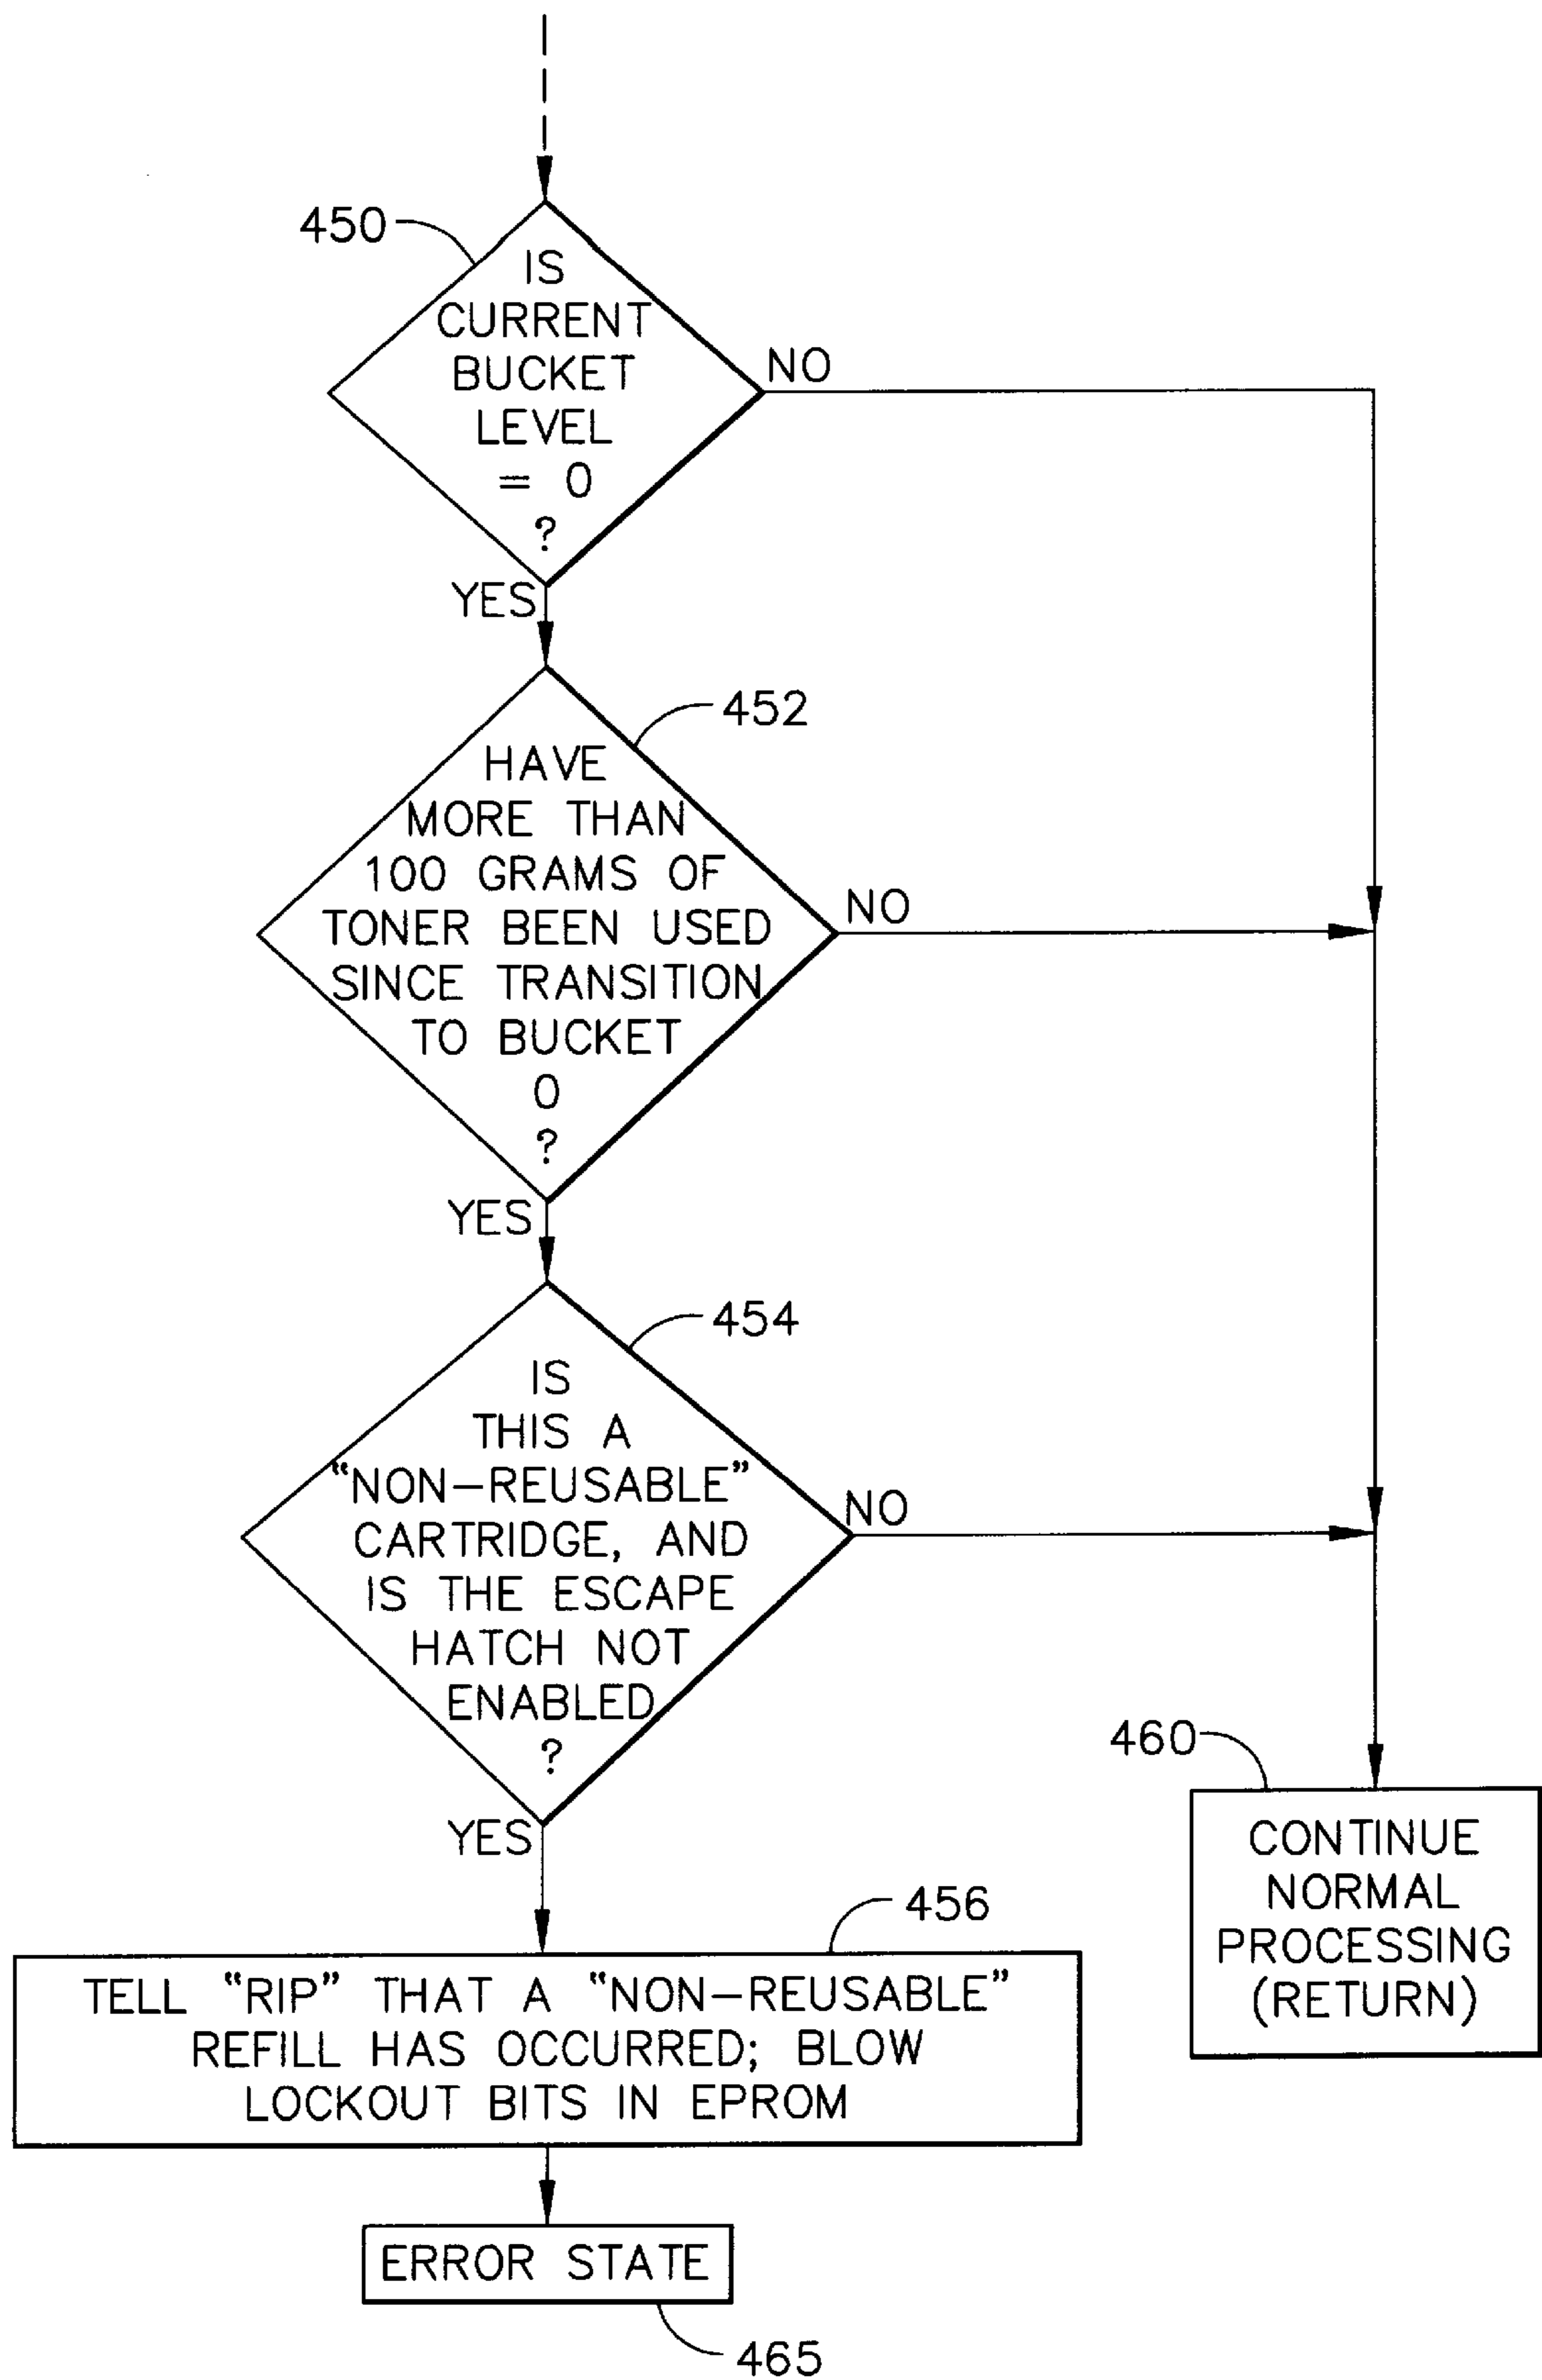 450
IS
CURRENT
BUCKET
LEVEL
= 0
?
NO
YES
452
HAVE
MORE THAN
100 GRAMS OF
TONER BEEN USED
SINCE TRANSITION
TO BUCKET
0
?
NO
YES
454
IS
THIS A
“NON-REUSABLE”
CARTRIDGE, AND
IS THE ESCAPE
HATCH NOT
ENABLED
?
NO
YES
460
CONTINUE
NORMAL
PROCESSING
(RETURN)
456
TELL “RIP” THAT A “NON-REUSABLE”
REFILL HAS OCCURRED; BLOW
LOCKOUT BITS IN EPROM
ERROR STATE
465